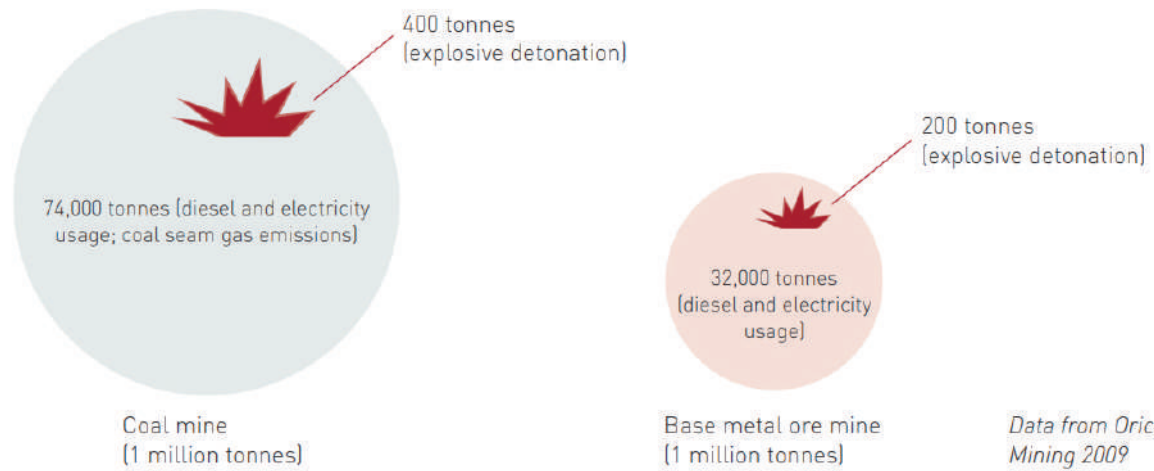 400 tonnes
(explosive detonation)
74,000 tonnes (diesel and electricity
usage; coal seam gas emissions)
Coal mine
(1 million tonnes)
200 tonnes
(explosive detonation)
32,000 tonnes
(diesel and electricity
usage)
Base metal ore mine
(1 million tonnes)
Data from Oric
Mining 2009